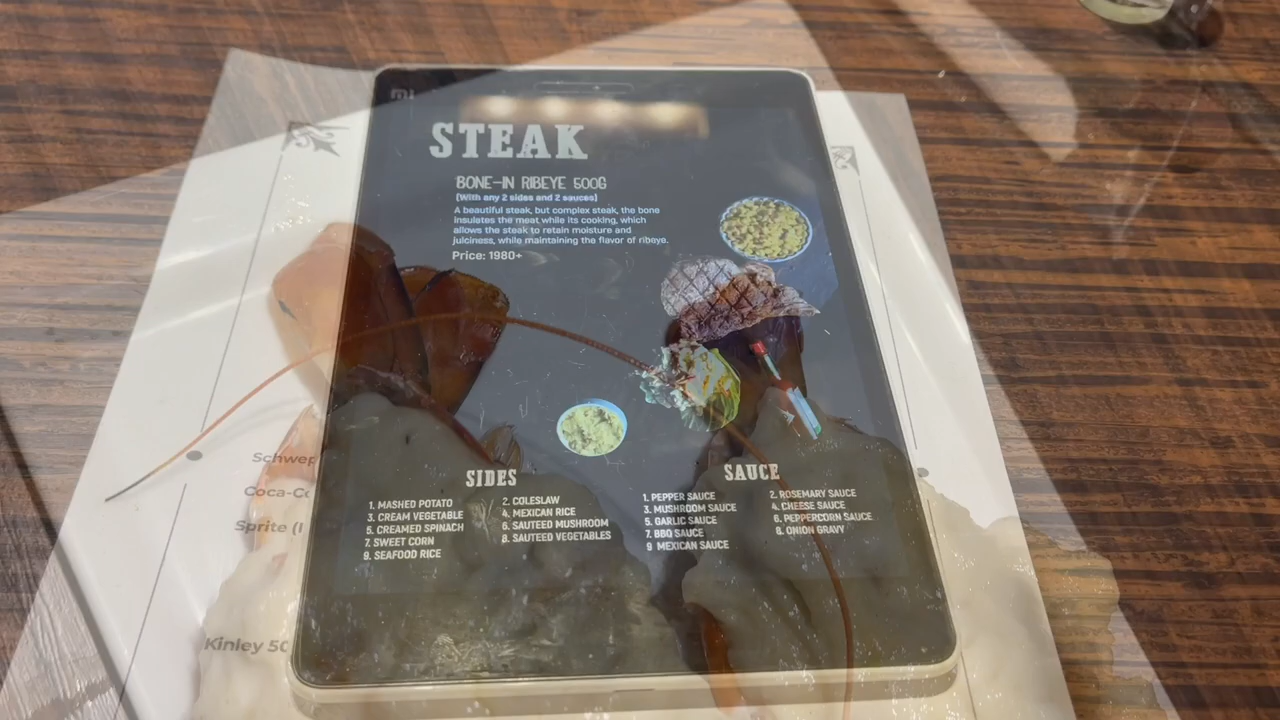 mi
STEAK
BONE-IN RIBEYE 500G
(With any 2 sides and 2 sauces)
A beautiful steak, but complex steak, the bone
insulates the meat while its cooking, which
allows the steak to retain moisture and
juiciness, while maintaining the flavor of ribeye.
Price: 1980+
SIDES
1. MASHED POTATO
2. COLESLAW
3. CREAM VEGETABLE
4. MEXICAN RICE
5. CREAMED SPINACH
6. SAUTEED MUSHROOM
7. SWEET CORN
8. SAUTEED VEGETABLES
9. SEAFOOD RICE
SAUCE
1. PEPPER SAUCE
2. ROSEMARY SAUCE
3. MUSHROOM SAUCE
4. CHEESE SAUCE
5. GARLIC SAUCE
6. PEPPERCORN SAUCE
7. BBQ SAUCE
8. ONION GRAVY
9 MEXICAN SAUCE
Schwep
Coca-Co
Sprite (
Kinley 50